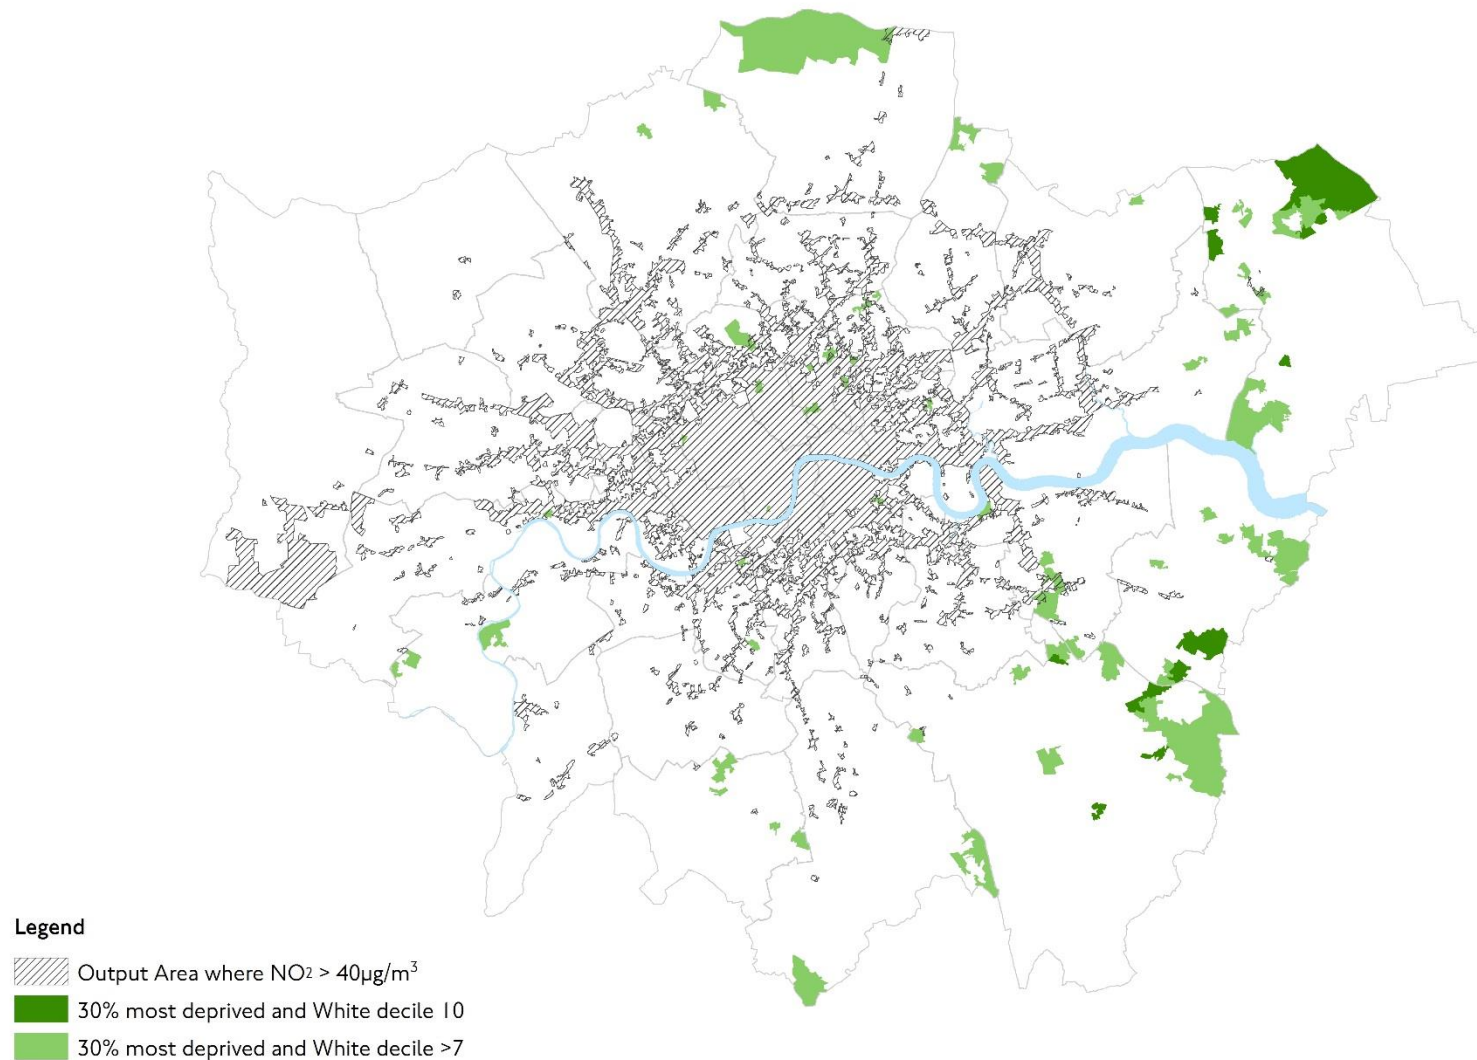 Legend
Output Area where NO2 > 40µg/m³
30% most deprived and White decile 10
30% most deprived and White decile >7